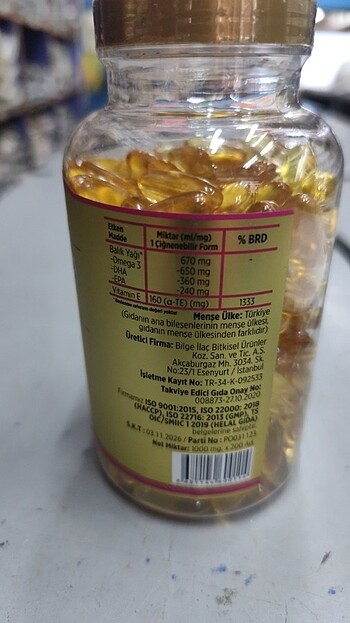 Etken Madde Miktar (ml/mg) 1 Çiğnenebilir Form % BRD
Balık Yağı* 670 mg -
-Omega 3 -650 mg -
-DHA -360 mg
-EPA -240 mg
Vitamin E 160 (α-TE) (mg) 1333
Menşe Ülke: Türkiye
(Gıdanın ana bileşenlerinin menşe ülkesi,
gıdanın menşe ülkesinden farklıdır)
Üretici Firma: Bilge İlaç Bitkisel Ürünler
Koz. San. ve Tic. A.Ş.
Akçaburgaz Mh. 3034. Sk.
No:23/1 Esenyurt / İstanbul
İşletme Kayıt No: TR-34-K-092533
Takviye Edici Gıda Onay No:
008873-27.10.2020
Firmamız ISO 9001:2015, ISO 22000: 2018
(HACCP), ISO 22716: 2013 (GMP), TS
OIC/SMIIC 1 2019 (HELAL GIDA)
belgelerine sahiptir.
S.K.T : 03.11.2026 / Parti No : PO031123
Net Miktar: 1000 mg. x 200 Ad